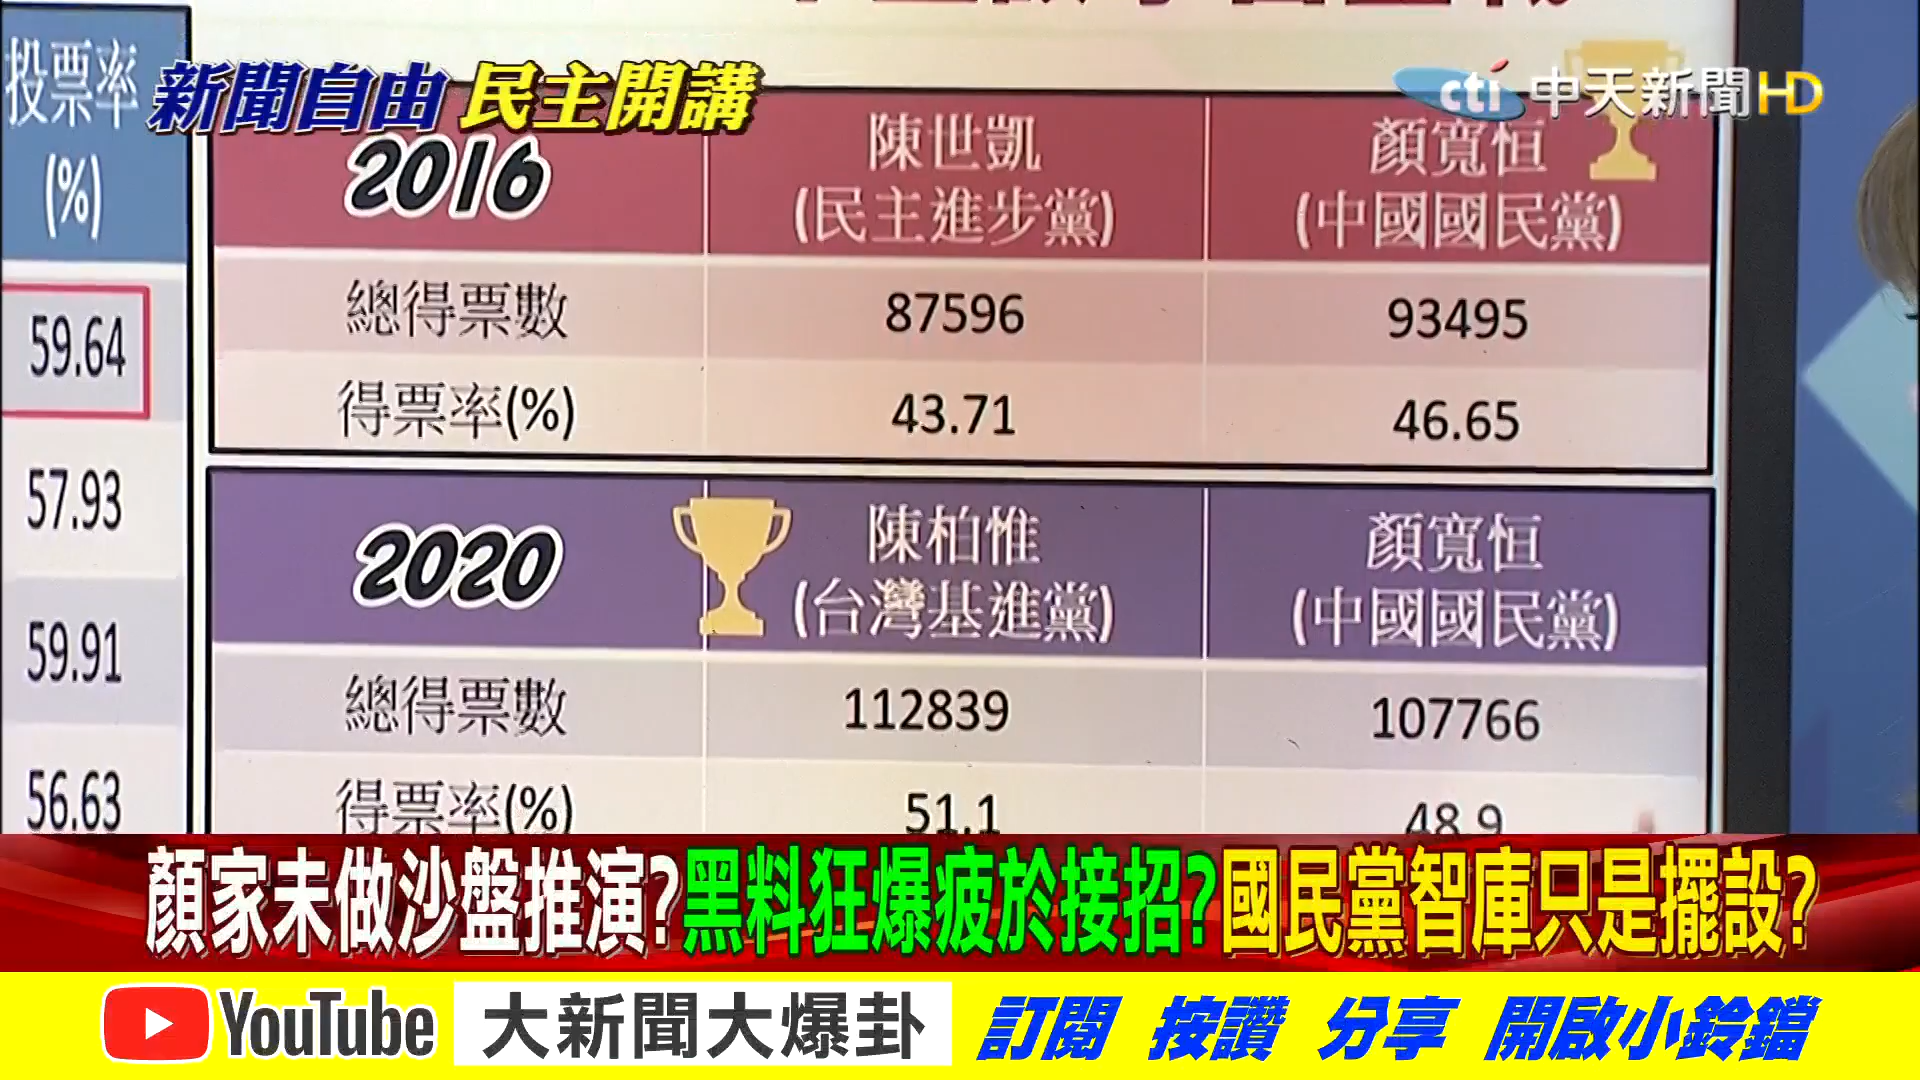 新聞自由 民主開講
cti 中天新聞HD
投票率
(%)
59.64
57.93
59.91
56.63
2016 陳世凱 顏寬恒
(民主進步黨) (中國國民黨)
總得票數 87596 93495
得票率(%) 43.71 46.65
2020 陳柏惟 顏寬恒
(台灣基進黨) (中國國民黨)
總得票數 112839 107766
得票率(%) 51.1 48.9
顏家未做沙盤推演?黑料狂爆疲於接招?國民黨智庫只是擺設?
YouTube 大新聞大爆卦 訂閱 按讚 分享 開啟小鈴鐺